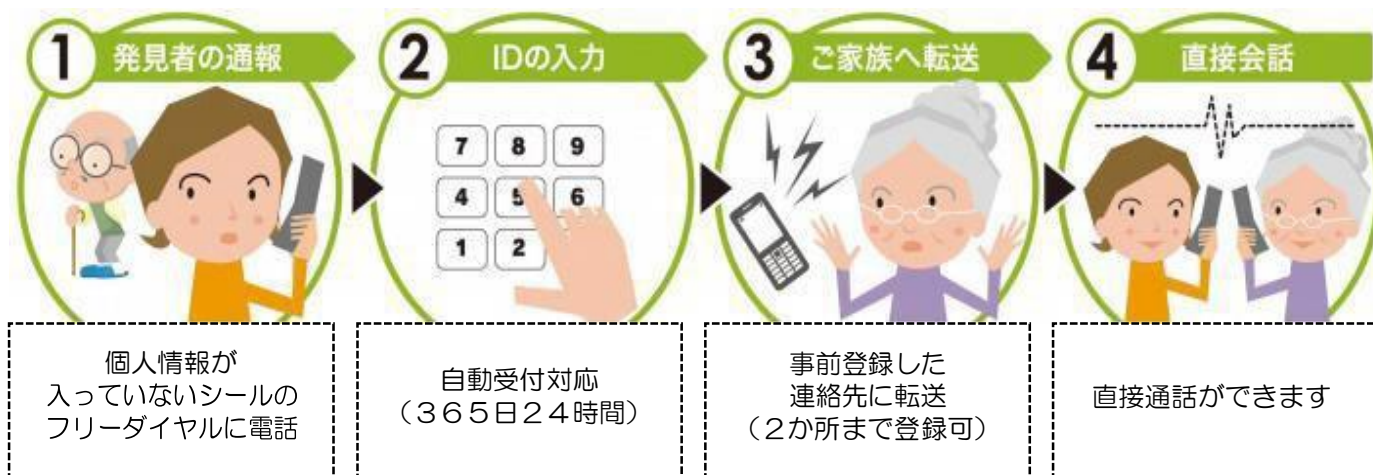 1 発見者の通報
2 IDの入力
3 ご家族へ転送
4 直接会話
7 8 9
4 5 6
1 2
個人情報が
入っていないシールの
フリーダイヤルに電話
自動受付対応
（３６５日２４時間）
事前登録した
連絡先に転送
（２か所まで登録可）
直接通話ができます